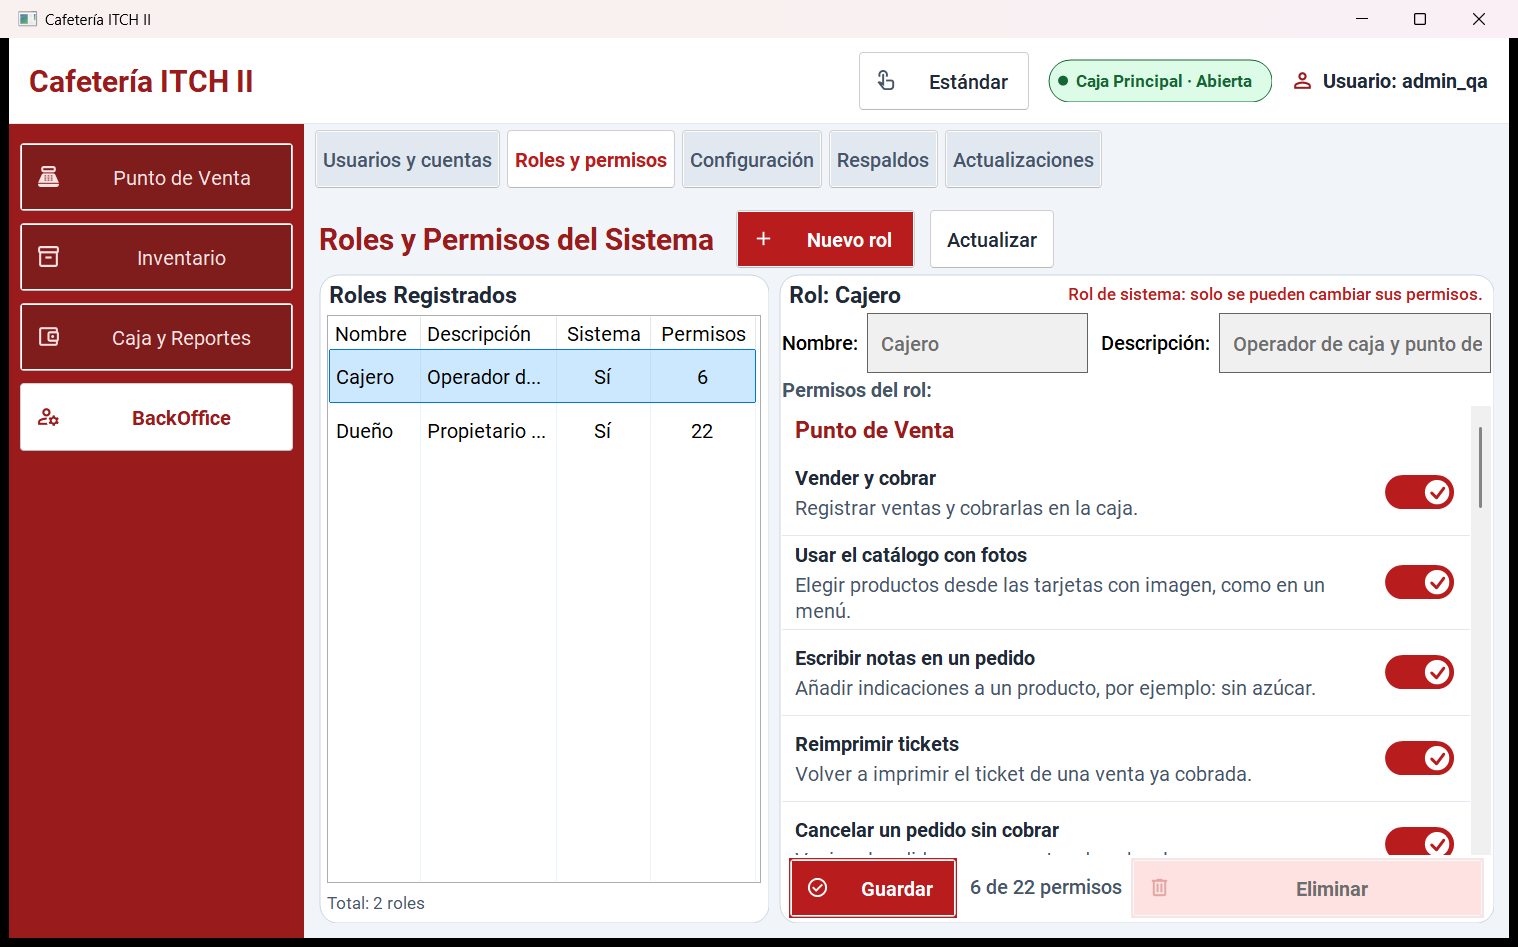 Cafetería ITCH II
Cafetería ITCH II
Estándar
Caja Principal · Abierta
Usuario: admin_qa
Punto de Venta
Inventario
Caja y Reportes
BackOffice
Usuarios y cuentas
Roles y permisos
Configuración
Respaldos
Actualizaciones
Roles y Permisos del Sistema
Nuevo rol
Actualizar
Roles Registrados
Nombre Descripción Sistema Permisos
Cajero Operador d... Sí 6
Dueño Propietario ... Sí 22
Total: 2 roles
Rol: Cajero
Rol de sistema: solo se pueden cambiar sus permisos.
Nombre: Cajero
Descripción: Operador de caja y punto de
Permisos del rol:
Punto de Venta
Vender y cobrar
Registrar ventas y cobrarlas en la caja.
Usar el catálogo con fotos
Elegir productos desde las tarjetas con imagen, como en un
menú.
Escribir notas en un pedido
Añadir indicaciones a un producto, por ejemplo: sin azúcar.
Reimprimir tickets
Volver a imprimir el ticket de una venta ya cobrada.
Cancelar un pedido sin cobrar
Guardar
6 de 22 permisos
Eliminar